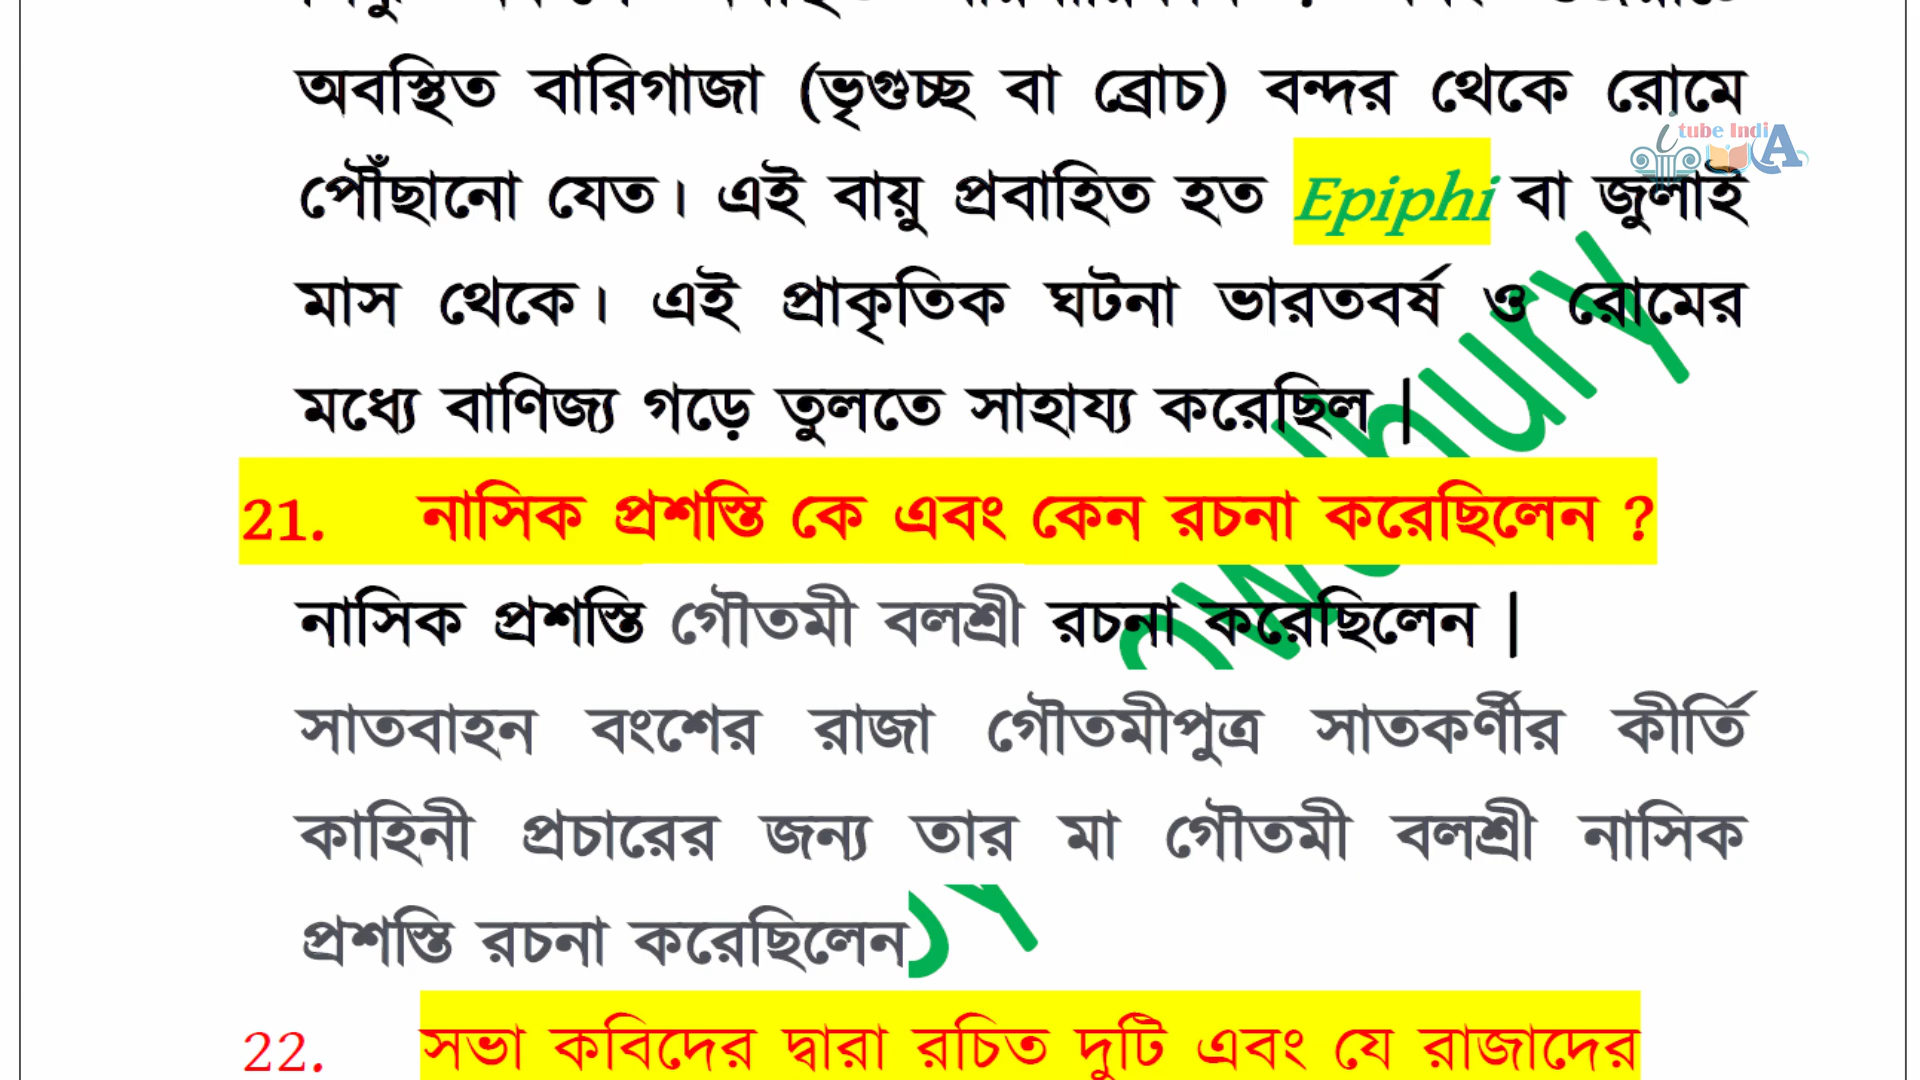 অবস্থিত বারিগাজা (ভৃগুচ্ছ বা ব্রোচ) বন্দর থেকে রোমে
tube IndiA
পৌঁছানো যেত। এই বায়ু প্রবাহিত হত Epiphi বা জুলাই
মাস থেকে। এই প্রাকৃতিক ঘটনা ভারতবর্ষ ও রোমের
মধ্যে বাণিজ্য গড়ে তুলতে সাহায্য করেছিল |
21. নাসিক প্রশস্তি কে এবং কেন রচনা করেছিলেন ?
নাসিক প্রশস্তি গৌতমী বলশ্রী রচনা করেছিলেন |
সাতবাহন বংশের রাজা গৌতমীপুত্র সাতকর্ণীর কীর্তি
কাহিনী প্রচারের জন্য তার মা গৌতমী বলশ্রী নাসিক
প্রশস্তি রচনা করেছিলেন
22. সভা কবিদের দ্বারা রচিত দুটি এবং যে রাজাদের